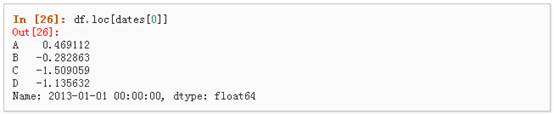 In [26]: df.loc[dates[0]]
Out[26]:
A    0.469112
B   -0.282863
C   -1.509059
D   -1.135632
Name: 2013-01-01 00:00:00, dtype: float64